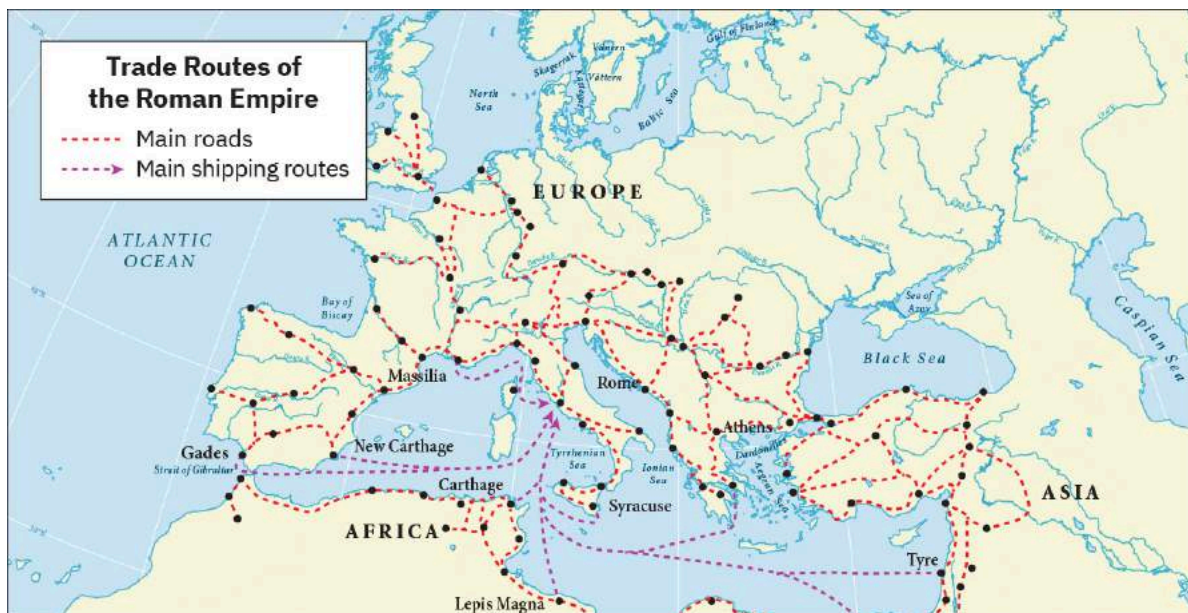 Trade Routes of
the Roman Empire
Main roads
Main shipping routes
Gulf of Finland
Vänern
Vättern
Skagerrak
Kattegat
North
Sea
Baltic Sea
EUROPE
ATLANTIC
OCEAN
Bay of
Biscay
Sea of
Azov
Caspian Sea
Black Sea
Massilia
Rome
Athens
Dardanelles
Gades
Strait of Gibraltar
New Carthage
Tyrrhenian
Sea
Ionian
Sea
Aegean Sea
Carthage
Syracuse
ASIA
AFRICA
Tyre
Lepis Magna